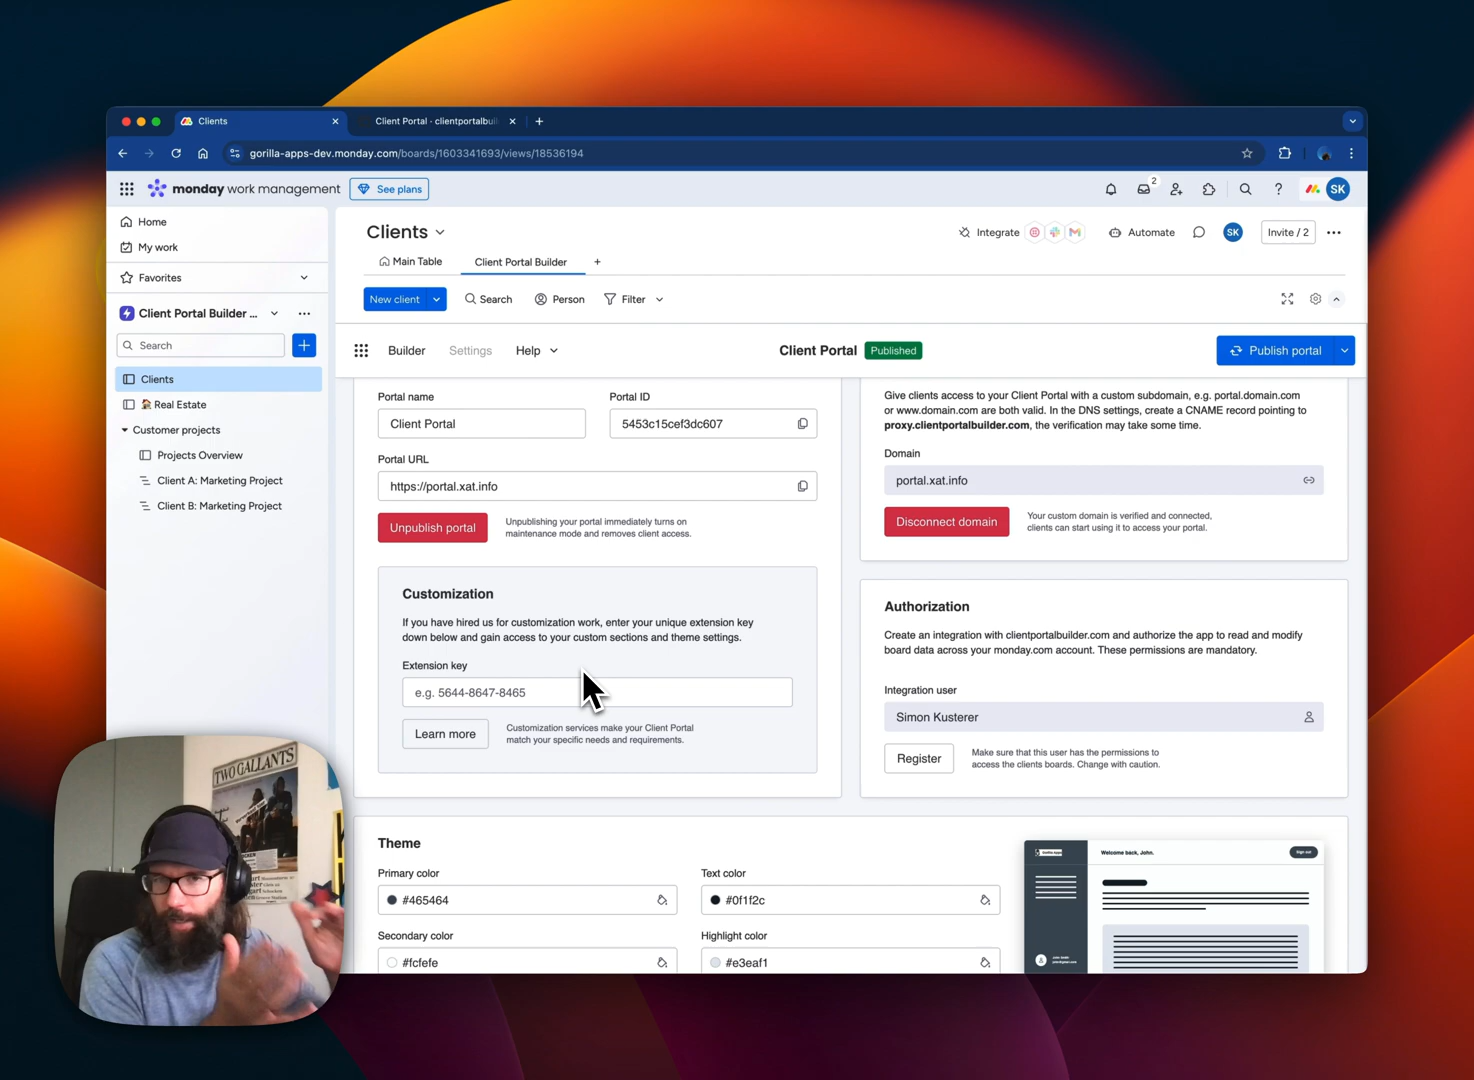 Clients
Client Portal · clientportalbui
gorilla-apps-dev.monday.com/boards/1603341693/views/18536194
monday work management
See plans
2
SK
Home
My work
Favorites
Client Portal Builder ...
Search
Clients
Real Estate
Customer projects
Projects Overview
Client A: Marketing Project
Client B: Marketing Project
Clients
Integrate
Automate
SK
Invite / 2
Main Table
Client Portal Builder
New client
Search
Person
Filter
Builder
Settings
Help
Client Portal
Published
Publish portal
Portal name
Portal ID
Client Portal
5453c15cef3dc607
Portal URL
https://portal.xat.info
Unpublish portal
Unpublishing your portal immediately turns on
maintenance mode and removes client access.
Customization
If you have hired us for customization work, enter your unique extension key
down below and gain access to your custom sections and theme settings.
Extension key
e.g. 5644-8647-8465
Learn more
Customization services make your Client Portal
match your specific needs and requirements.
Give clients access to your Client Portal with a custom subdomain, e.g. portal.domain.com
or www.domain.com are both valid. In the DNS settings, create a CNAME record pointing to
proxy.clientportalbuilder.com, the verification may take some time.
Domain
portal.xat.info
Disconnect domain
Your custom domain is verified and connected,
clients can start using it to access your portal.
Authorization
Create an integration with clientportalbuilder.com and authorize the app to read and modify
board data across your monday.com account. These permissions are mandatory.
Integration user
Simon Kusterer
Register
Make sure that this user has the permissions to
access the clients boards. Change with caution.
Theme
Primary color
Text color
#465464
#0f1f2c
Secondary color
Highlight color
#fcfefe
#e3eaf1
Welcome back, John.
Sign out
TWO GALLANTS